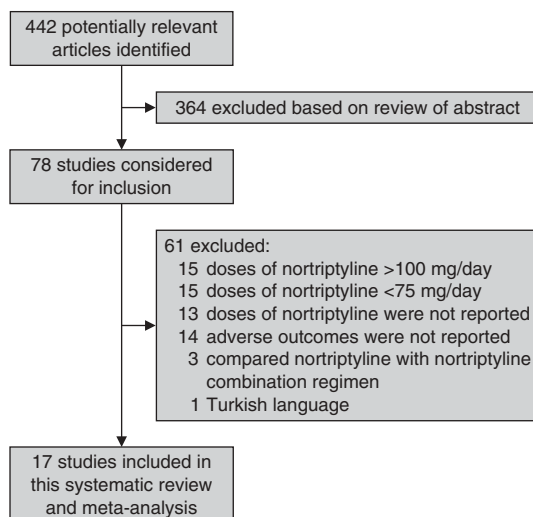 442 potentially relevant
articles identified
364 excluded based on review of abstract
78 studies considered
for inclusion
61 excluded:
15 doses of nortriptyline >100 mg/day
15 doses of nortriptyline <75 mg/day
13 doses of nortriptyline were not reported
14 adverse outcomes were not reported
3 compared nortriptyline with nortriptyline
combination regimen
1 Turkish language
17 studies included in
this systematic review
and meta-analysis